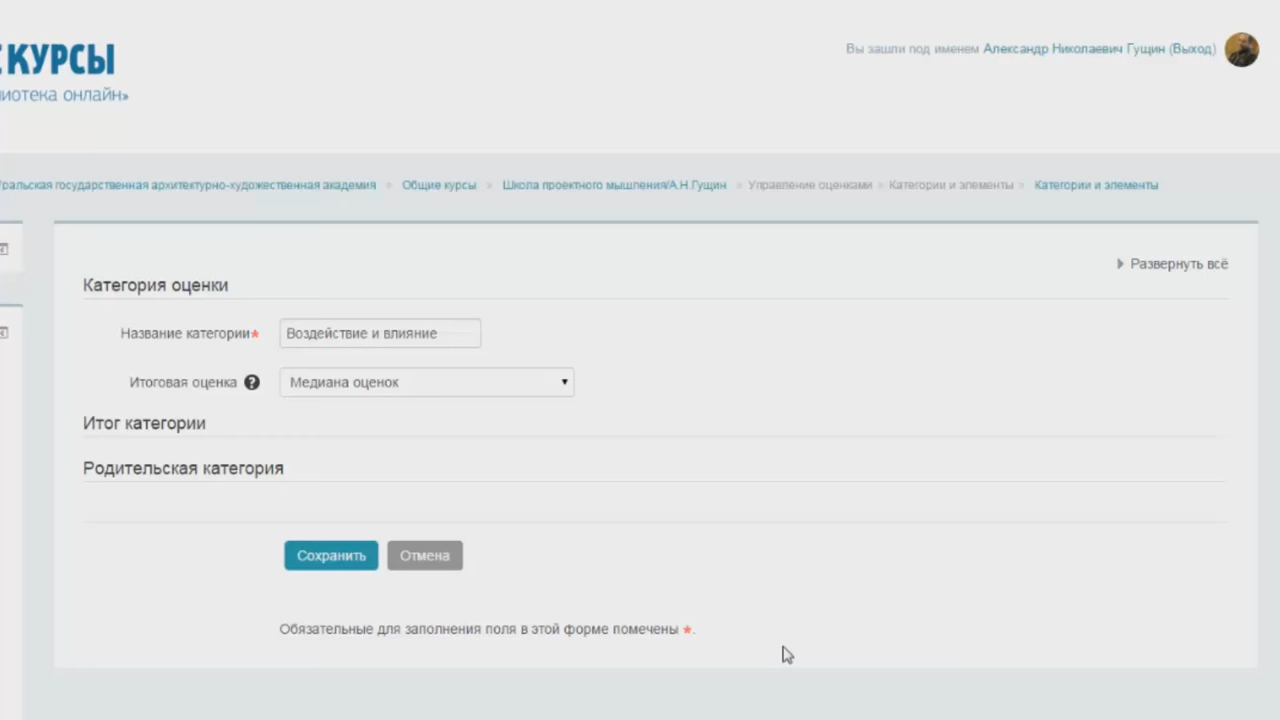 КУРСЫ
Вы зашли под именем Александр Николаевич Гущин (Выход)
иотека онлайн»
ральская государственная архитектурно-художественная академия » Общие курсы » Школа проектного мышления/А.Н.Гущин » Управление оценками » Категории и элементы » Категории и элементы
Развернуть всё
Категория оценки
Название категории*
Воздействие и влияние
Итоговая оценка ?
Медиана оценок
Итог категории
Родительская категория
Сохранить Отмена
Обязательные для заполнения поля в этой форме помечены *.